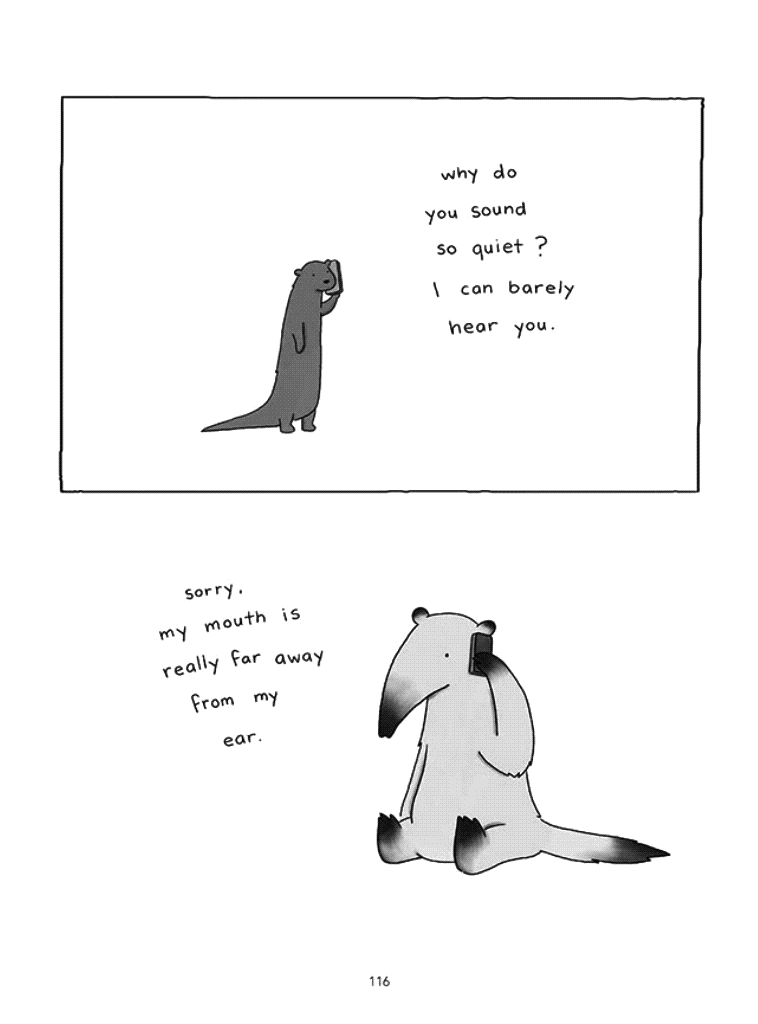 why do
you sound
so quiet?
I can barely
hear you.
sorry,
my mouth is
really far away
from my
ear.
116